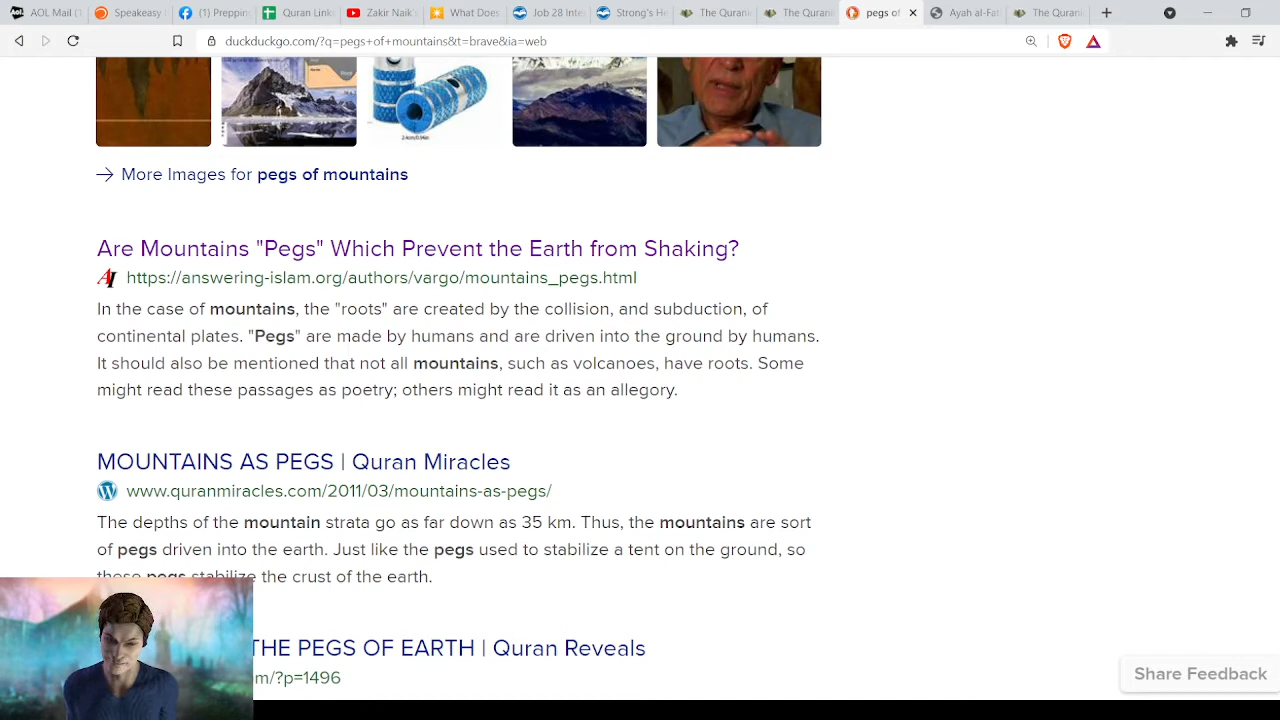 AOL Mail (1
Speakeasy
(1) Preppin
Quran Link
Zakir Naik'
What Does
Job 28 Inte
Strong's He
The Qurani
The Qurani
pegs of
Ayah al-Fat
The Qurani
duckduckgo.com/?q=pegs+of+mountains&t=brave&ia=web
More Images for pegs of mountains
Are Mountains "Pegs" Which Prevent the Earth from Shaking?
https://answering-islam.org/authors/vargo/mountains_pegs.html
In the case of mountains, the "roots" are created by the collision, and subduction, of
continental plates. "Pegs" are made by humans and are driven into the ground by humans.
It should also be mentioned that not all mountains, such as volcanoes, have roots. Some
might read these passages as poetry; others might read it as an allegory.
MOUNTAINS AS PEGS | Quran Miracles
www.quranmiracles.com/2011/03/mountains-as-pegs/
The depths of the mountain strata go as far down as 35 km. Thus, the mountains are sort
of pegs driven into the earth. Just like the pegs used to stabilize a tent on the ground, so
these pegs stabilize the crust of the earth.
THE PEGS OF EARTH | Quran Reveals
m/?p=1496
Share Feedback